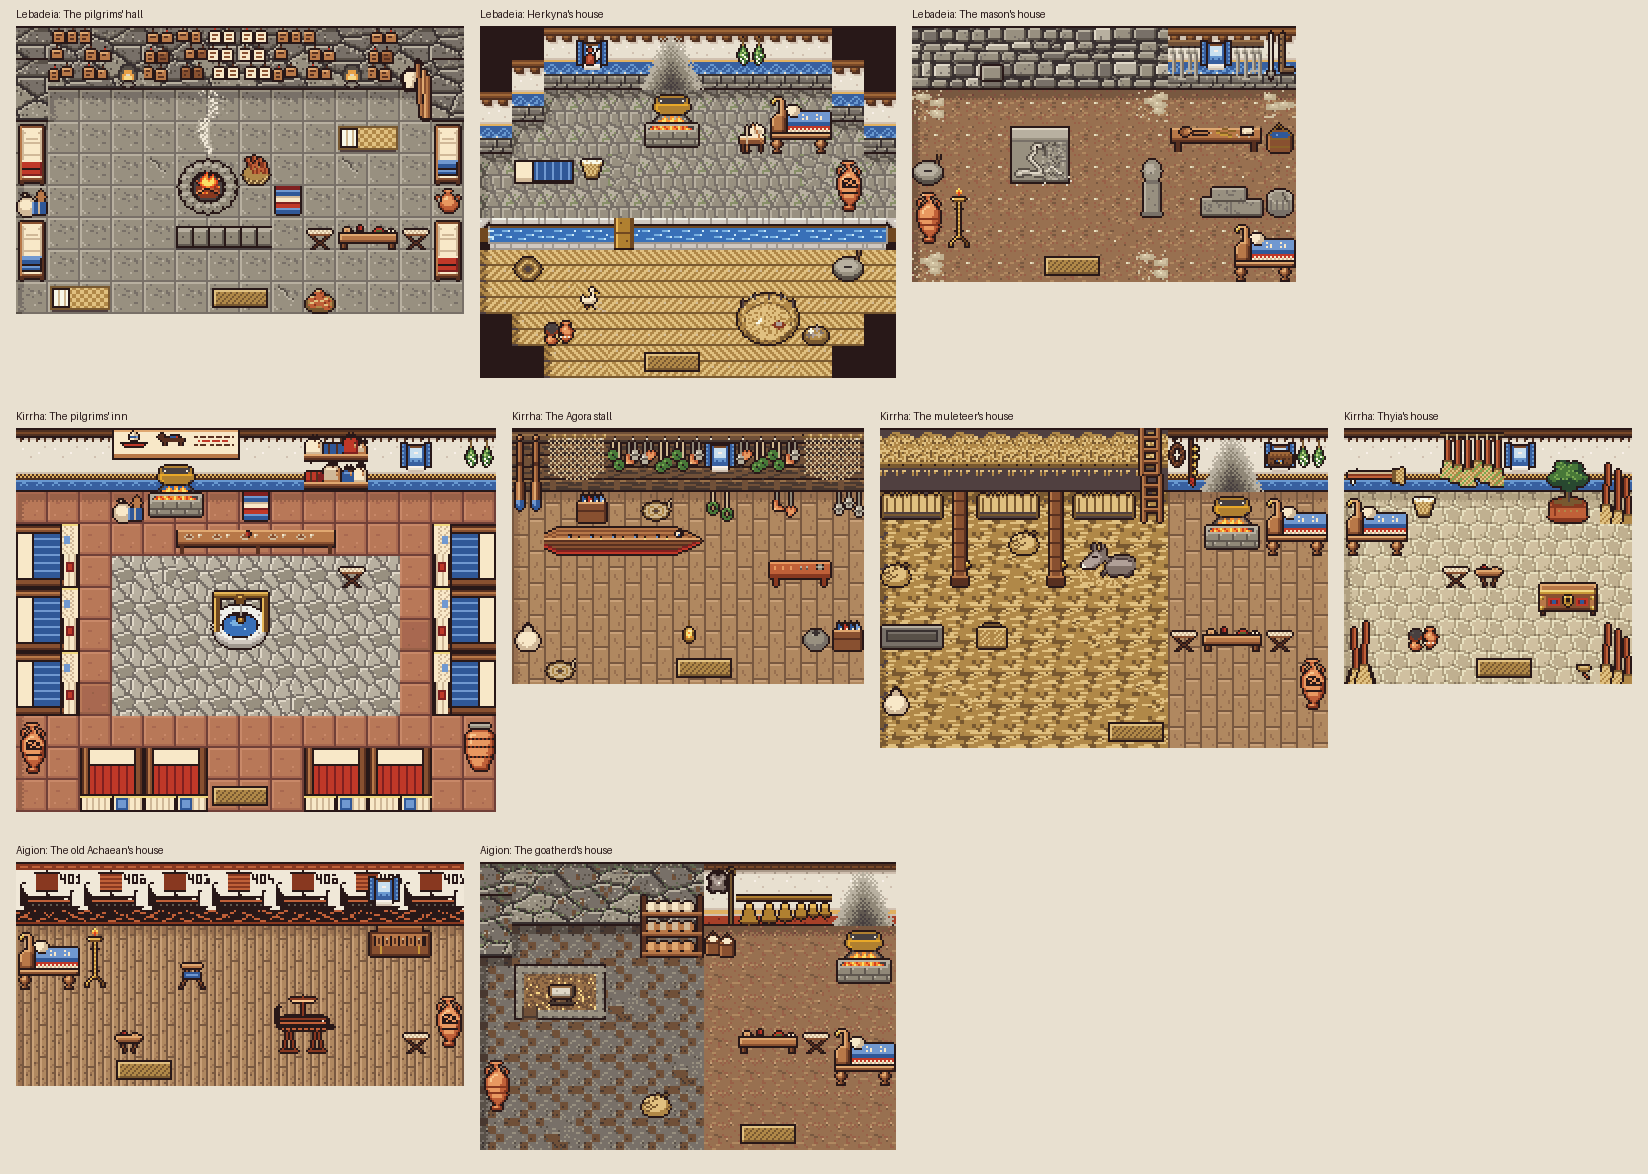 Lebadeia: The pilgrims' hall
Lebadeia: Herkyna's house
Lebadeia: The mason's house
Kirrha: The pilgrims' inn
Kirrha: The Agora stall
Kirrha: The muleteer's house
Kirrha: Thyia's house
Aigion: The old Achaean's house
Aigion: The goatherd's house